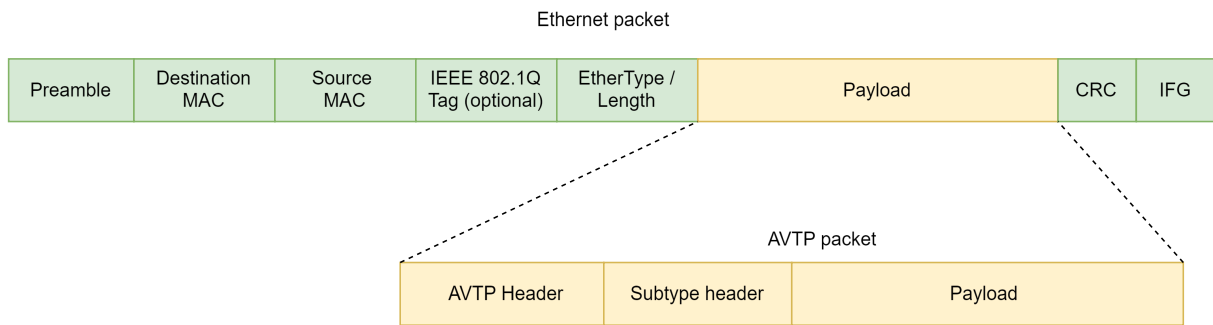 Ethernet packet
Preamble
Destination
MAC
Source
MAC
IEEE 802.1Q
Tag (optional)
EtherType /
Length
Payload
CRC
IFG
AVTP packet
AVTP Header
Subtype header
Payload